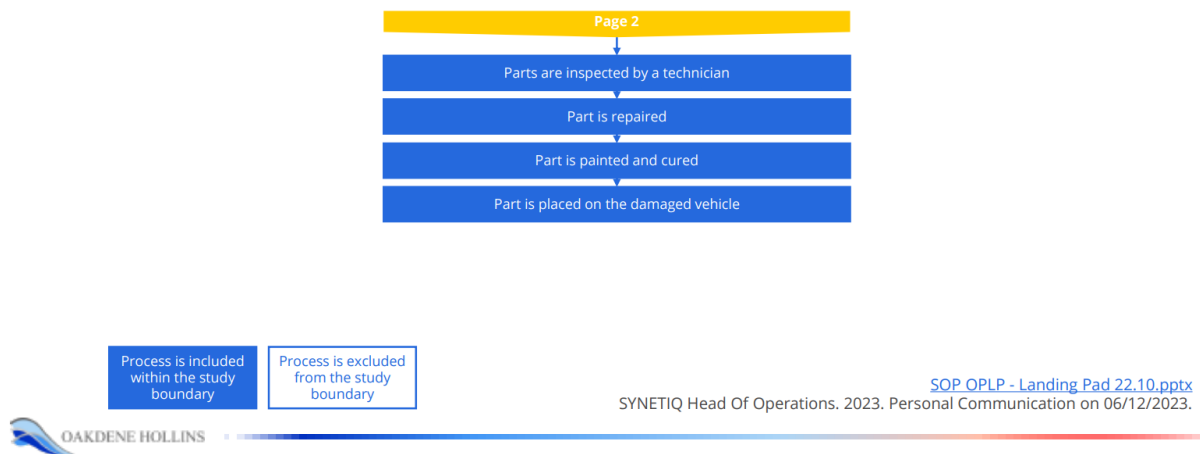 Page 2
Parts are inspected by a technician
Part is repaired
Part is painted and cured
Part is placed on the damaged vehicle
Process is included
within the study
boundary
Process is excluded
from the study
boundary
SOP OPLP - Landing Pad 22.10.pptx
SYNETIQ Head Of Operations. 2023. Personal Communication on 06/12/2023.
OAKDENE HOLLINS